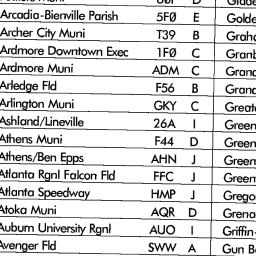 Arcadia-Bienville Parish 5FØ E Golde
Archer City Muni T39 B Grah
Ardmore Downtown Exec 1FØ C Granb
Ardmore Muni ADM C Grand
Arledge Fld F56 B Grand
Arlington Muni GKY C Greate
Ashland/Lineville 26A I Green
Athens Muni F44 D Green
Athens/Ben Epps AHN J Green
Atlanta Rgnl Falcon Fld FFC J Green
Atlanta Speedway HMP J Grego
Atoka Muni AQR D Grena
Auburn University Rgnl AUO I Griffin-
Avenger Fld SWW A Gun B